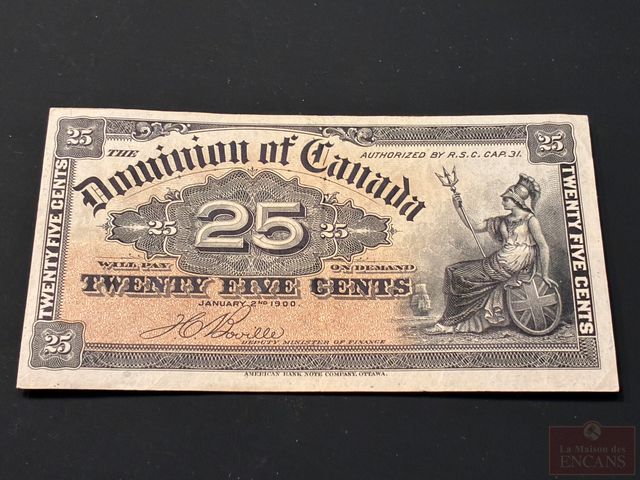 25
25
THE
Dominion of Canada
AUTHORIZED BY R.S.C. CAP. 31.
TWENTY FIVE CENTS
25
25
25
TWENTY FIVE CENTS
WILL PAY
ON DEMAND
TWENTY FIVE CENTS
JANUARY 2ND 1900.
DEPUTY MINISTER OF FINANCE
25
AMERICAN BANK NOTE COMPANY, OTTAWA.
La Maison des
ENCANS